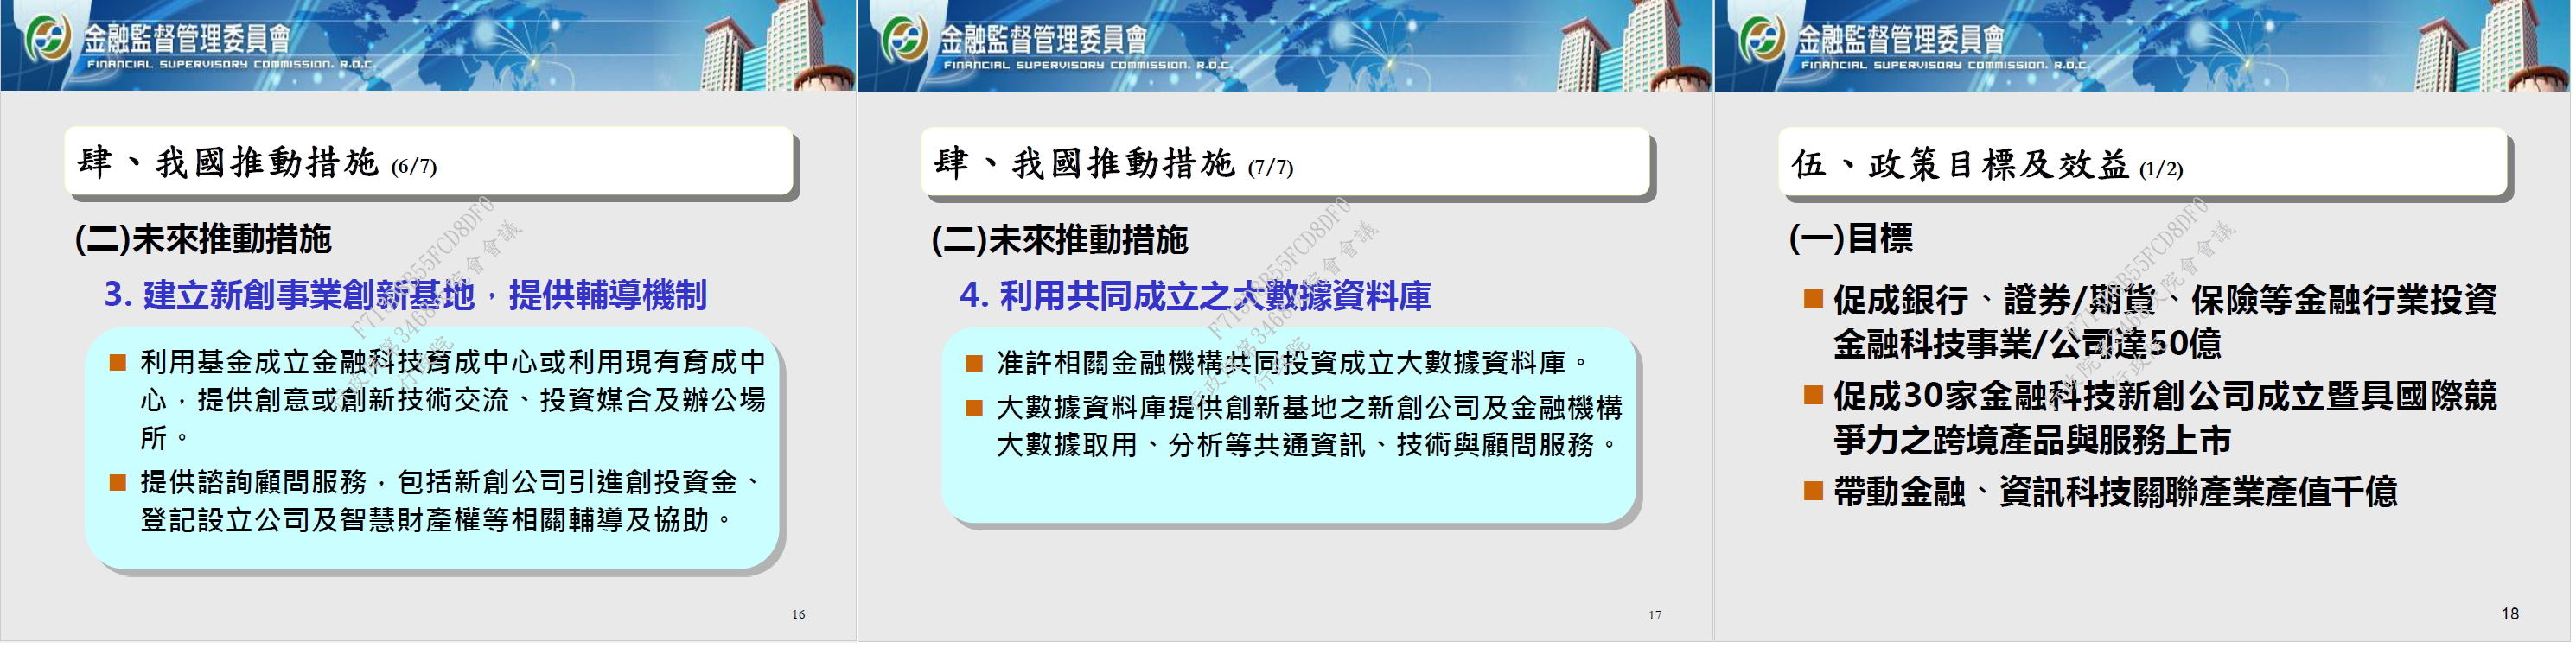 金融監督管理委員會
FINANCIAL SUPERVISORY COMMISSION, R.O.C.
肆、我國推動措施 (6/7)
(二)未來推動措施
3. 建立新創事業創新基地，提供輔導機制
■ 利用基金成立金融科技育成中心或利用現有育成中
心，提供創意或創新技術交流、投資媒合及辦公場
所。
■ 提供諮詢顧問服務，包括新創公司引進創投資金、
登記設立公司及智慧財產權等相關輔導及協助。
16
金融監督管理委員會
FINANCIAL SUPERVISORY COMMISSION, R.O.C.
肆、我國推動措施 (7/7)
(二)未來推動措施
4. 利用共同成立之大數據資料庫
■ 准許相關金融機構共同投資成立大數據資料庫。
■ 大數據資料庫提供創新基地之新創公司及金融機構
大數據取用、分析等共通資訊、技術與顧問服務。
17
金融監督管理委員會
FINANCIAL SUPERVISORY COMMISSION, R.O.C.
伍、政策目標及效益 (1/2)
(一)目標
■ 促成銀行、證券/期貨、保險等金融行業投資
金融科技事業/公司達50億
■ 促成30家金融科技新創公司成立暨具國際競
爭力之跨境產品與服務上市
■ 帶動金融、資訊科技關聯產業產值千億
18